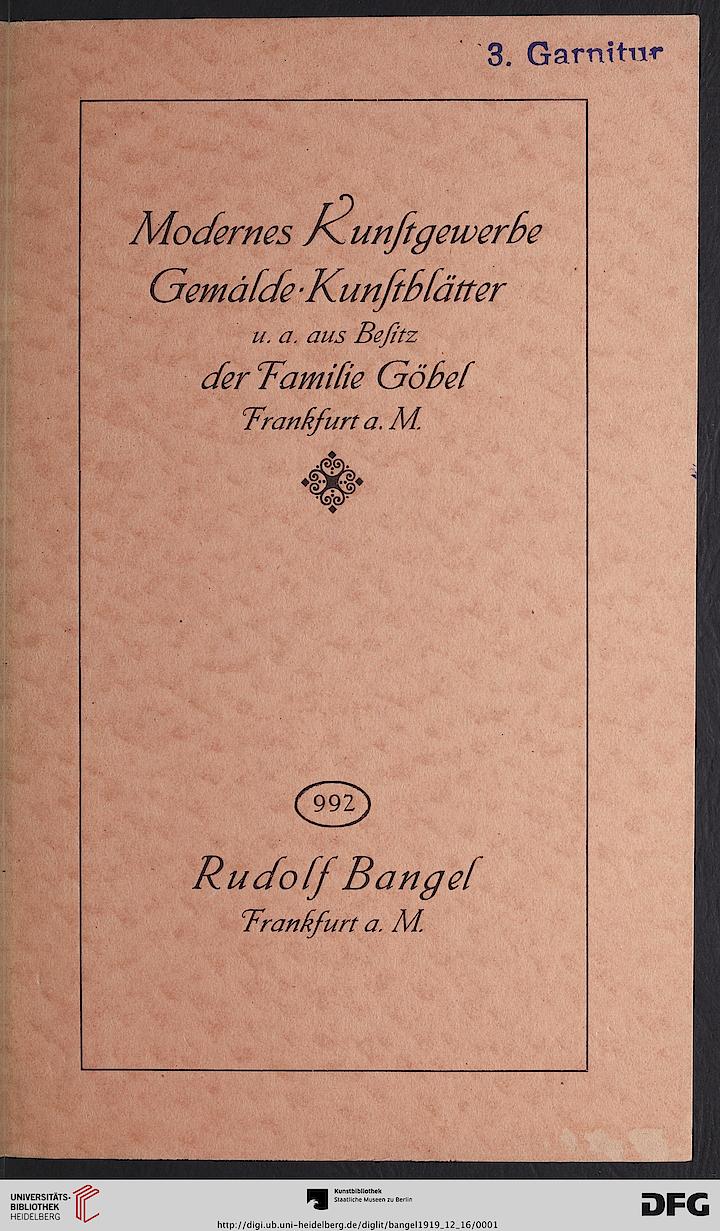 3. Garnitur
Modernes Kunſtgewerbe
Gemälde·Kunſtblätter
u. a. aus Beſitz
der Familie Göbel
Frankfurt a. M.
992
Rudolf Bangel
Frankfurt a. M.
UNIVERSITÄTS-
BIBLIOTHEK
HEIDELBERG
Kunstbibliothek
Staatliche Museen zu Berlin
DFG
http://digi.ub.uni-heidelberg.de/diglit/bangel1919_12_16/0001